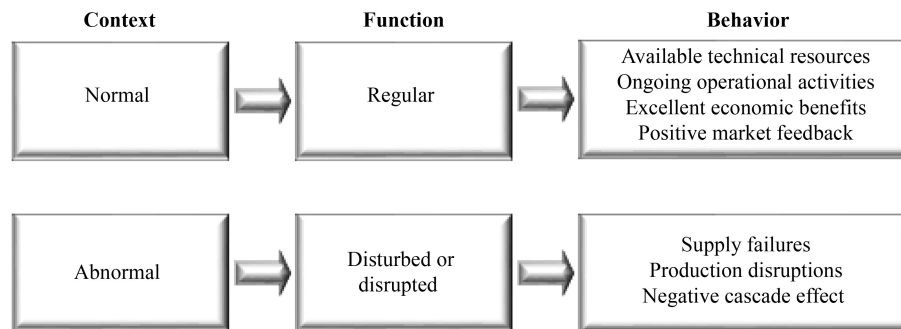 Context
Function
Behavior
Normal
Regular
Available technical resources
Ongoing operational activities
Excellent economic benefits
Positive market feedback
Abnormal
Disturbed or
disrupted
Supply failures
Production disruptions
Negative cascade effect